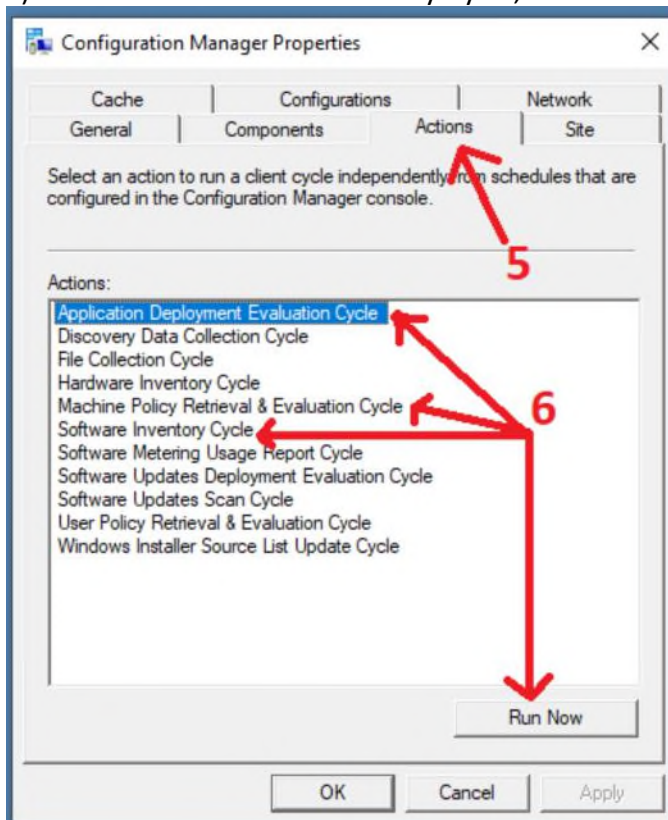 Configuration Manager Properties
Cache Configurations Network
General Components Actions Site
Select an action to run a client cycle independently from schedules that are
configured in the Configuration Manager console.
5
Actions:
Application Deployment Evaluation Cycle
Discovery Data Collection Cycle
File Collection Cycle
Hardware Inventory Cycle
Machine Policy Retrieval & Evaluation Cycle
6
Software Inventory Cycle
Software Metering Usage Report Cycle
Software Updates Deployment Evaluation Cycle
Software Updates Scan Cycle
User Policy Retrieval & Evaluation Cycle
Windows Installer Source List Update Cycle
Run Now
OK Cancel Apply